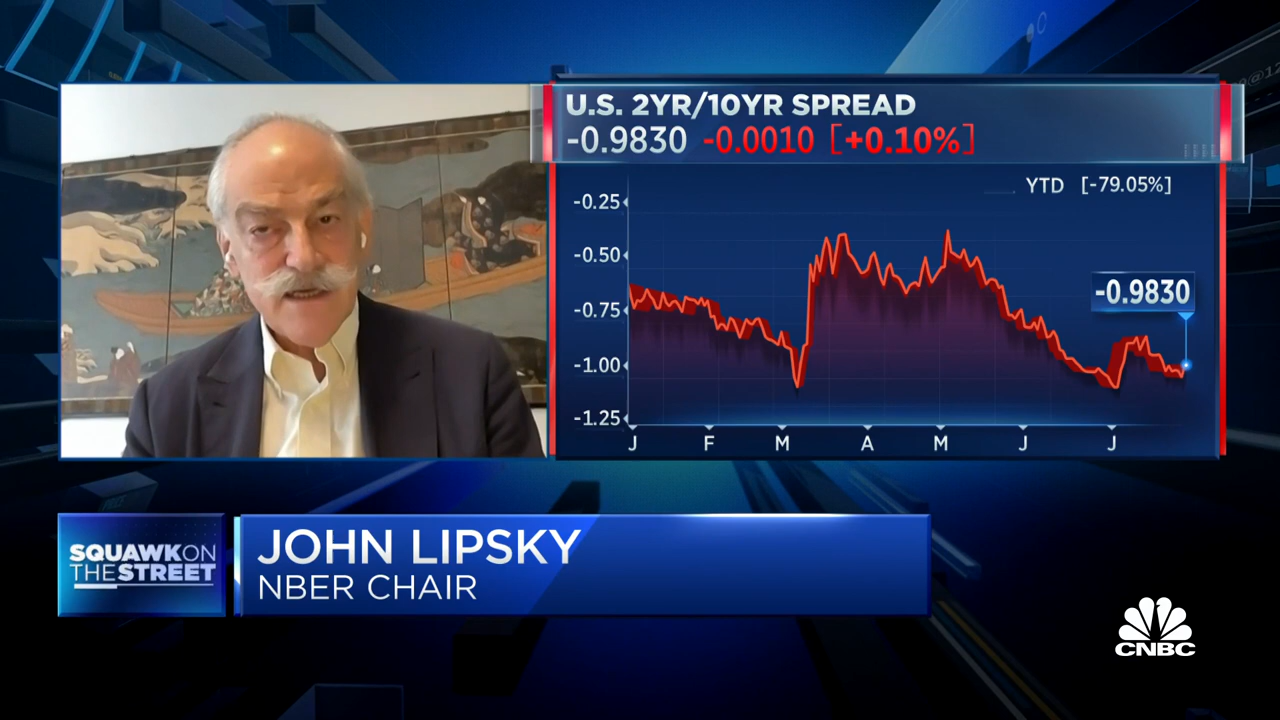 U.S. 2YR/10YR SPREAD
-0.9830 -0.0010 [+0.10%]
YTD [-79.05%]
-0.25
-0.50
-0.75
-1.00
-1.25
-0.9830
J F M A M J J
SQUAWK ON
THE STREET
JOHN LIPSKY
NBER CHAIR
CNBC